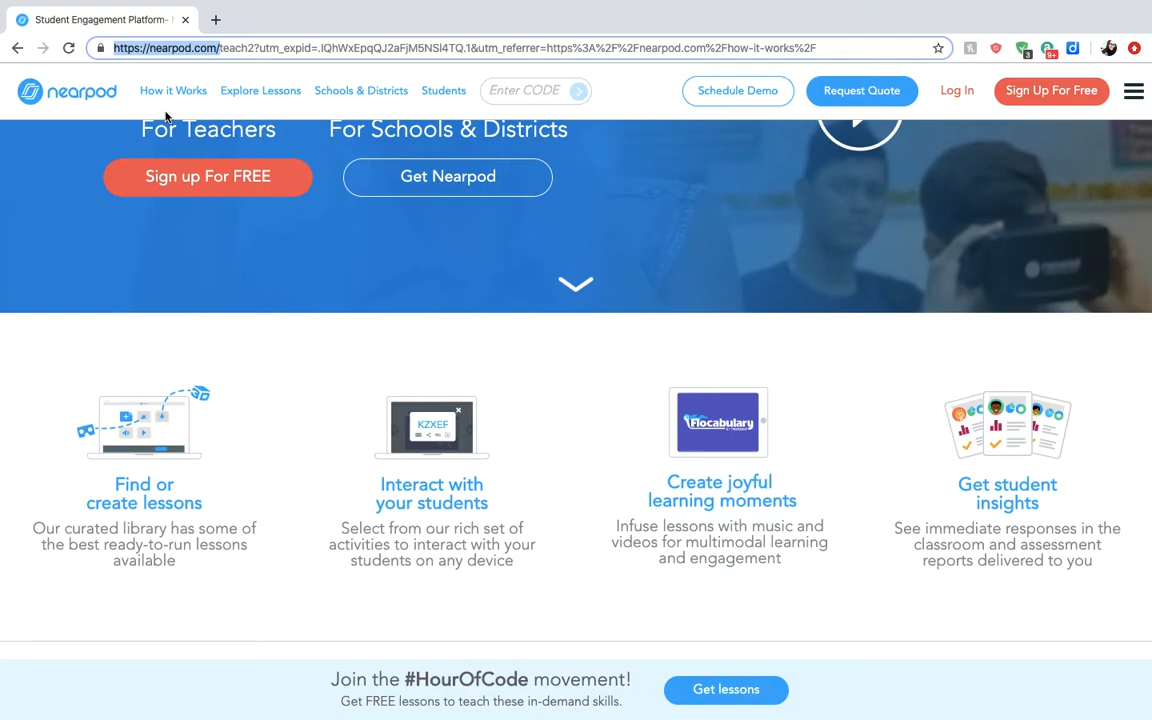 Student Engagement Platform-
https://nearpod.com/teach2?utm_expid=.IQhWxEpqQJ2aFjM5NSl4TQ.1&utm_referrer=https%3A%2F%2Fnearpod.com%2Fhow-it-works%2F
3
9+
nearpod
How it Works
Explore Lessons
Schools & Districts
Students
Enter CODE
Schedule Demo
Request Quote
Log In
Sign Up For Free
For Teachers
For Schools & Districts
Sign up For FREE
Get Nearpod
KZXEF
Flocabulary
Find or
create lessons
Our curated library has some of
the best ready-to-run lessons
available
Interact with
your students
Select from our rich set of
activities to interact with your
students on any device
Create joyful
learning moments
Infuse lessons with music and
videos for multimodal learning
and engagement
Get student
insights
See immediate responses in the
classroom and assessment
reports delivered to you
Join the #HourOfCode movement!
Get FREE lessons to teach these in-demand skills.
Get lessons